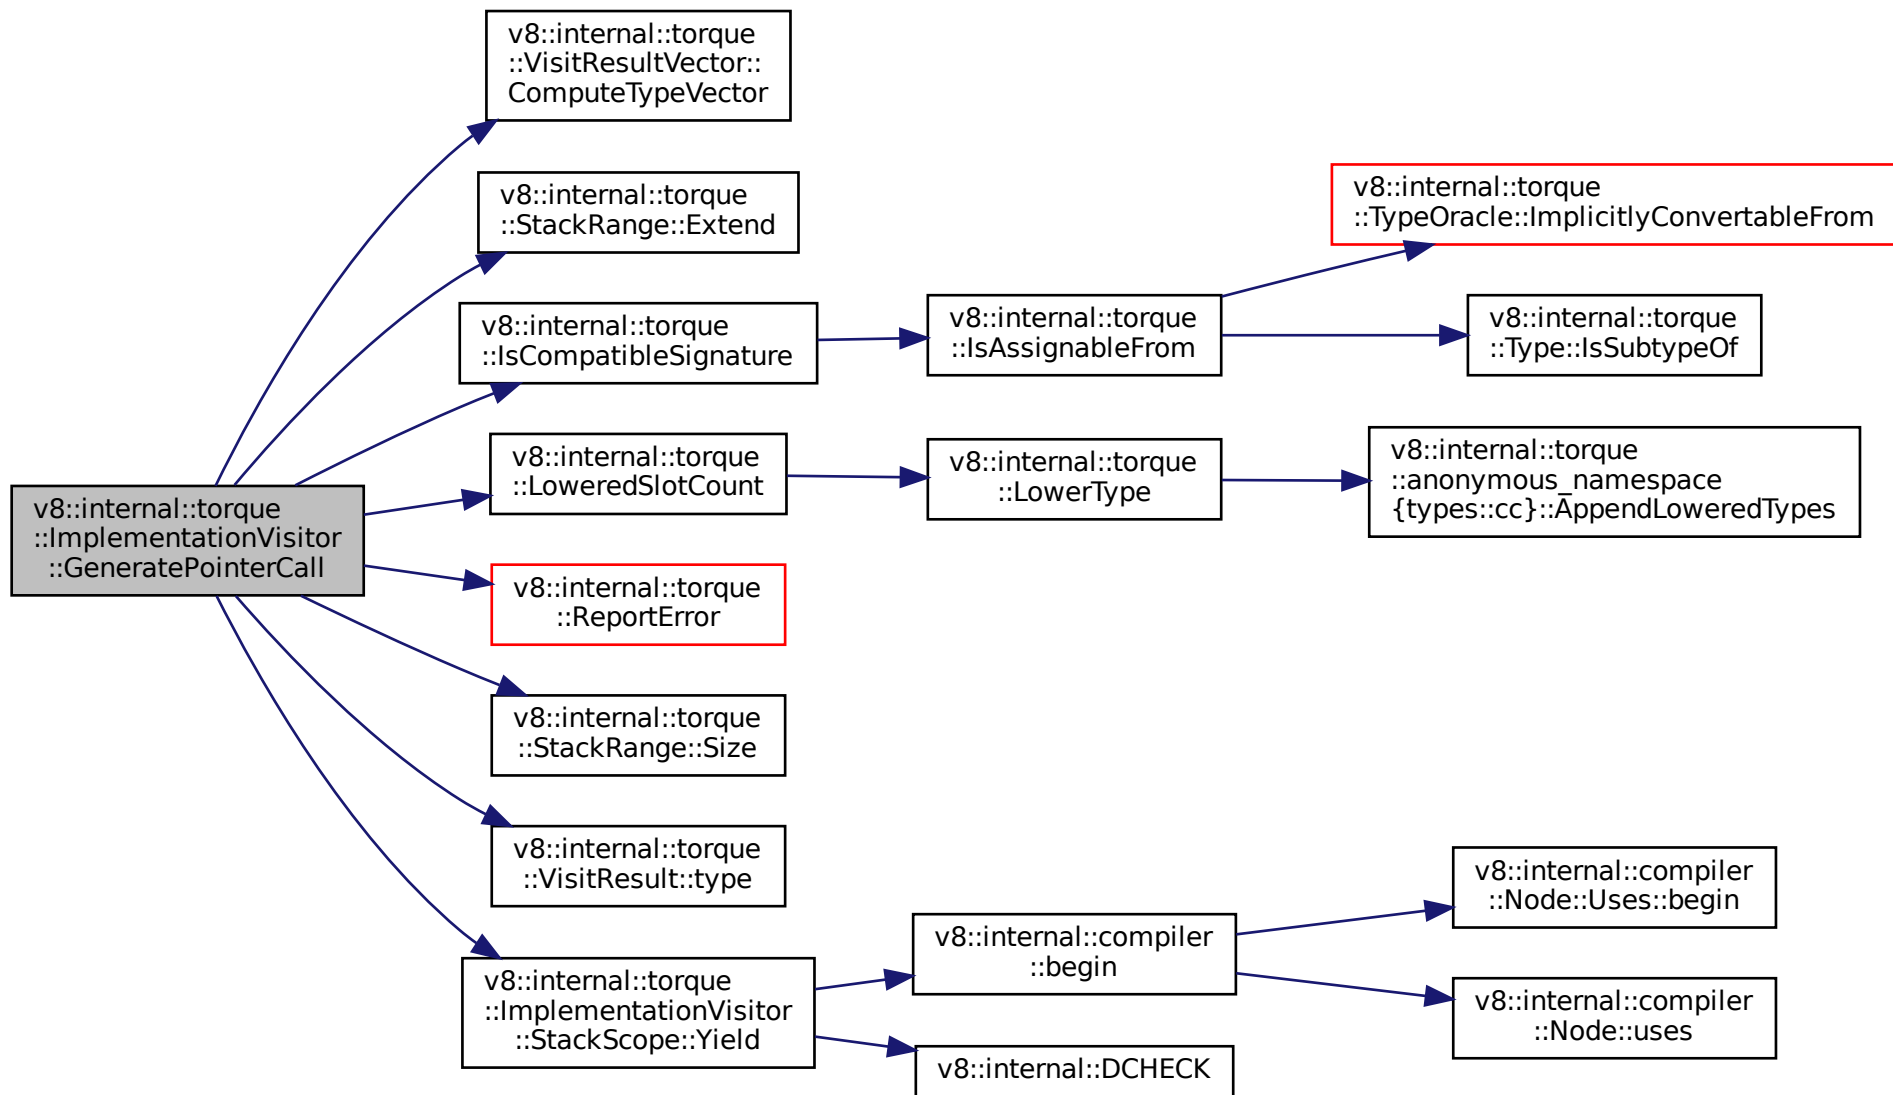 v8::internal::torque
::VisitResultVector::
ComputeTypeVector
v8::internal::torque
::StackRange::Extend
v8::internal::torque
::TypeOracle::ImplicitlyConvertableFrom
v8::internal::torque
::IsCompatibleSignature
v8::internal::torque
::IsAssignableFrom
v8::internal::torque
::Type::IsSubtypeOf
v8::internal::torque
::LoweredSlotCount
v8::internal::torque
::LowerType
v8::internal::torque
::anonymous_namespace
{types::cc}::AppendLoweredTypes
v8::internal::torque
::ImplementationVisitor
::GeneratePointerCall
v8::internal::torque
::ReportError
v8::internal::torque
::StackRange::Size
v8::internal::torque
::VisitResult::type
v8::internal::torque
::ImplementationVisitor
::StackScope::Yield
v8::internal::compiler
::begin
v8::internal::compiler
::Node::Uses::begin
v8::internal::compiler
::Node::uses
v8::internal::DCHECK